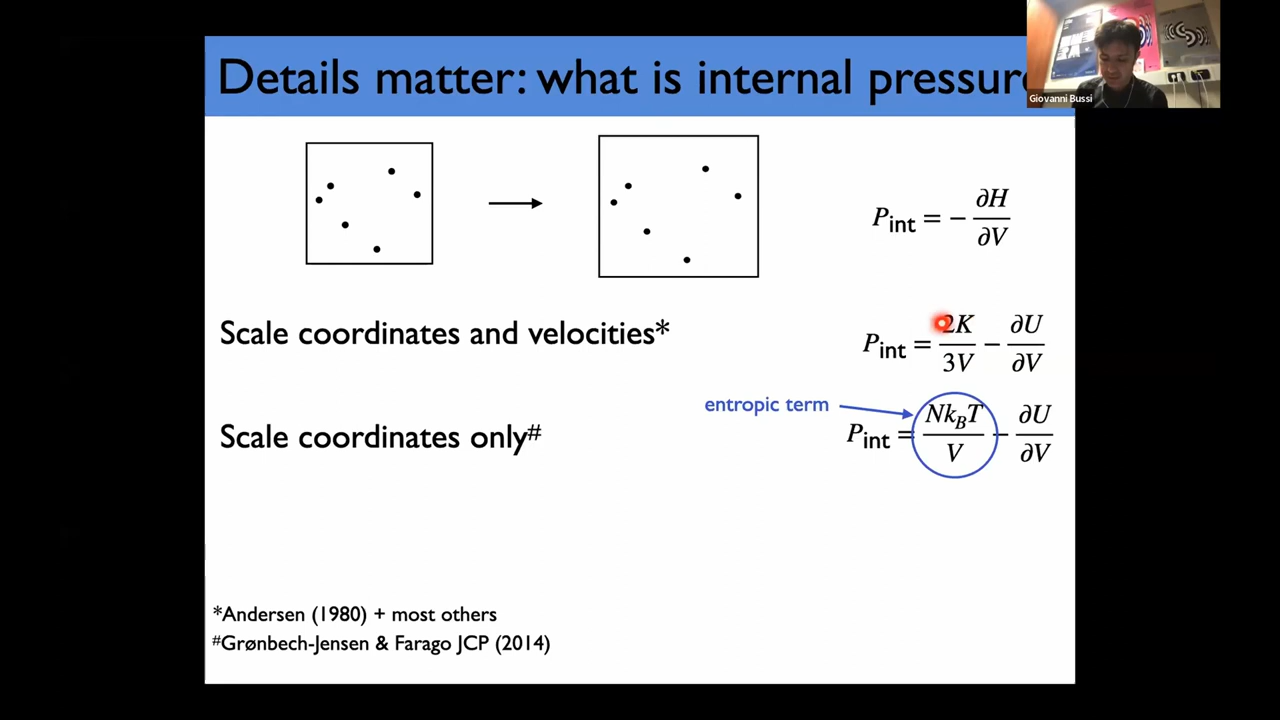 Details matter: what is internal pressure
Giovanni Bussi
P_int = − ∂H/∂V
Scale coordinates and velocities*
P_int = 2K/3V − ∂U/∂V
entropic term
Scale coordinates only#
P_int = Nk_BT/V − ∂U/∂V
*Andersen (1980) + most others
#Grønbech-Jensen & Farago JCP (2014)